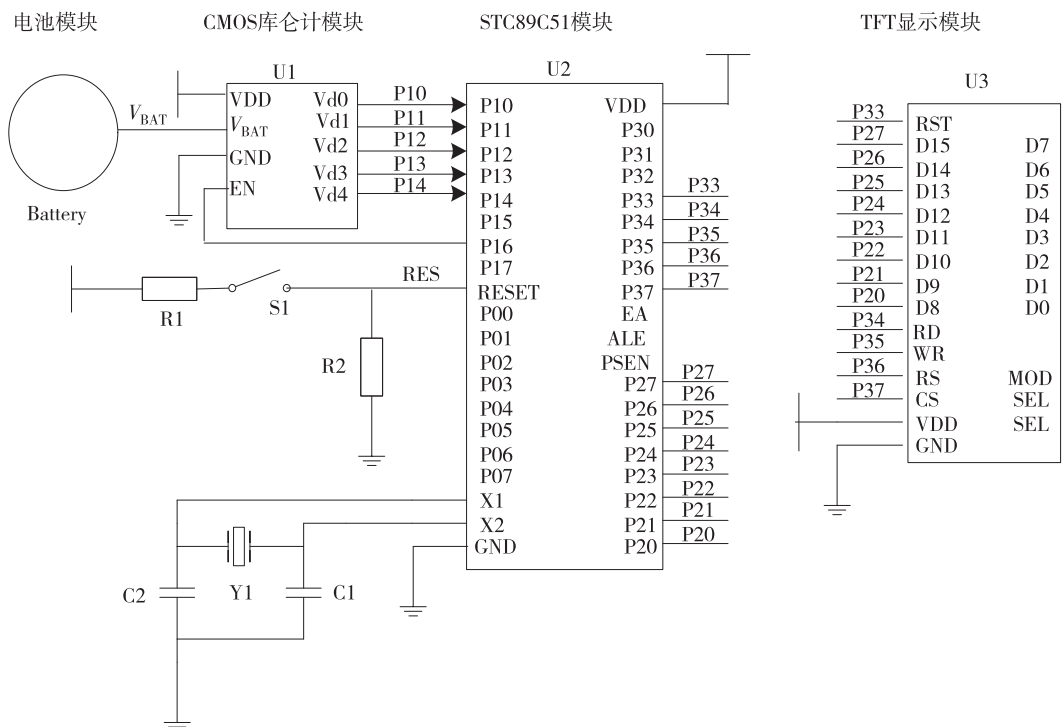 电池模块
CMOS库仑计模块
STC89C51模块
TFT显示模块
V_BAT
Battery
U1
VDD
V_BAT
GND
EN
Vd0
Vd1
Vd2
Vd3
Vd4
P10
P11
P12
P13
P14
R1
S1
RES
R2
C2
Y1
C1
U2
P10
P11
P12
P13
P14
P15
P16
P17
RESET
P00
P01
P02
P03
P04
P05
P06
P07
X1
X2
GND
VDD
P30
P31
P32
P33
P34
P35
P36
P37
EA
ALE
PSEN
P27
P26
P25
P24
P23
P22
P21
P20
P33
P34
P35
P36
P37
P27
P26
P25
P24
P23
P22
P21
P20
U3
P33
P27
P26
P25
P24
P23
P22
P21
P20
P34
P35
P36
P37
RST
D15
D14
D13
D12
D11
D10
D9
D8
RD
WR
RS
CS
VDD
GND
D7
D6
D5
D4
D3
D2
D1
D0
MOD
SEL
SEL